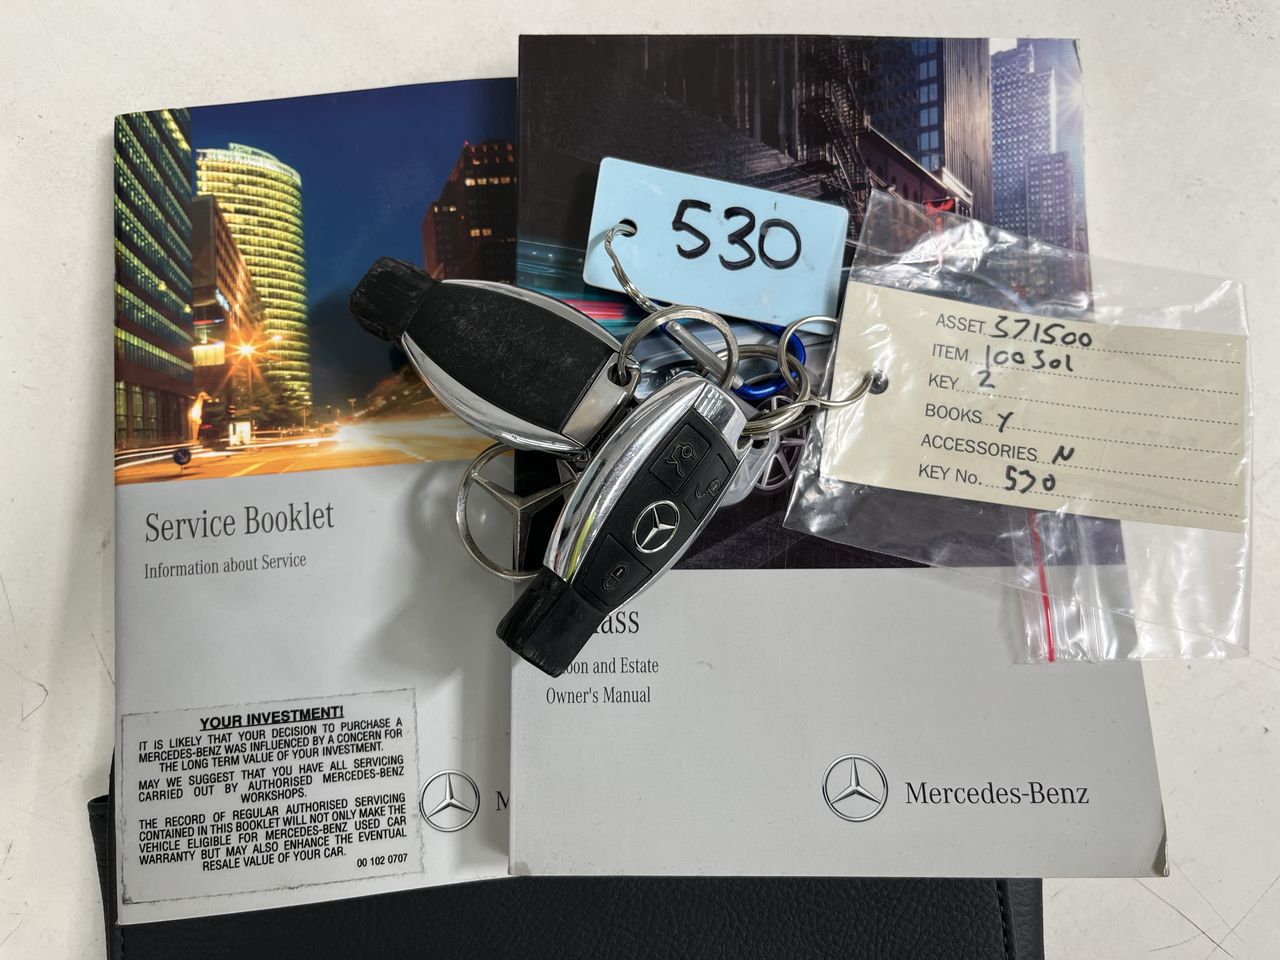 530
ASSET 371500
ITEM 100301
KEY 2
BOOKS Y
ACCESSORIES N
KEY No. 530
Service Booklet
Information about Service
and Estate
Owner's Manual
Mercedes-Benz
YOUR INVESTMENT!
IT IS LIKELY THAT YOUR DECISION TO PURCHASE A
MERCEDES-BENZ WAS INFLUENCED BY A CONCERN FOR
THE LONG TERM VALUE OF YOUR INVESTMENT.
MAY WE SUGGEST THAT YOU HAVE ALL SERVICING
CARRIED OUT BY AUTHORISED MERCEDES-BENZ
WORKSHOPS.
THE RECORD OF REGULAR AUTHORISED SERVICING
CONTAINED IN THIS BOOKLET WILL NOT ONLY MAKE THE
VEHICLE ELIGIBLE FOR MERCEDES-BENZ USED CAR
WARRANTY BUT MAY ALSO ENHANCE THE EVENTUAL
RESALE VALUE OF YOUR CAR.
00 102 0707